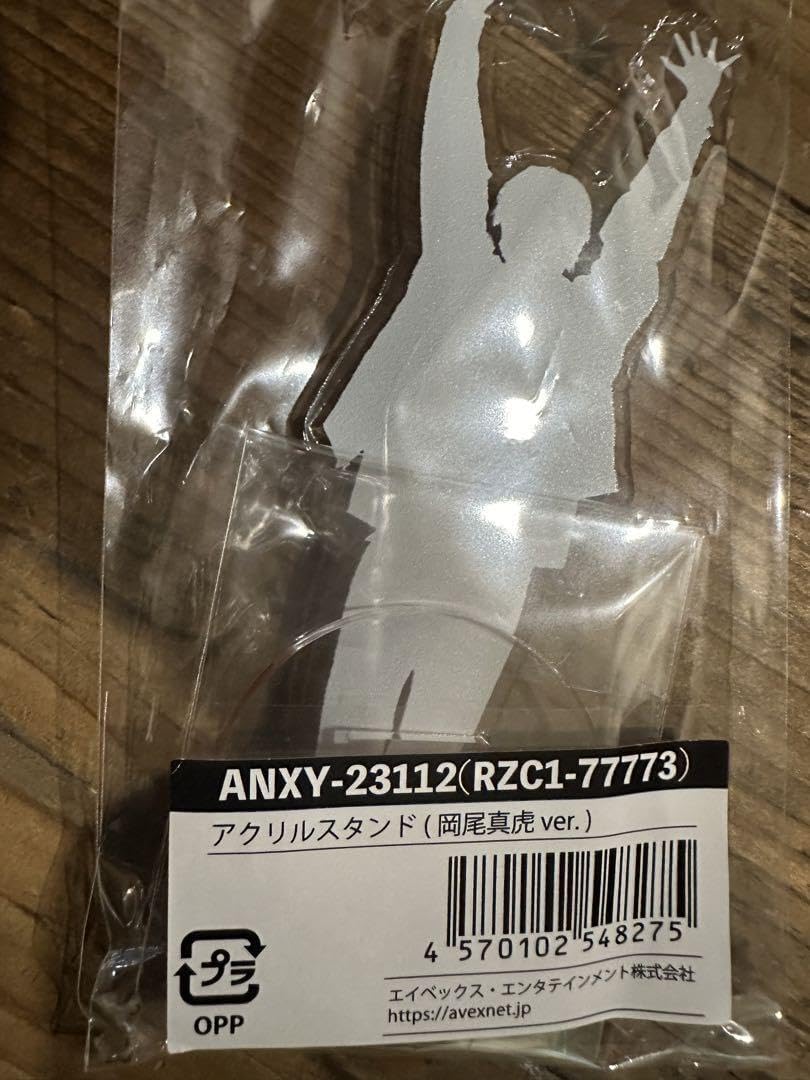 ANXY-23112(RZC1-77773)
アクリルスタンド ( 岡尾真虎 ver. )
4 570102 548275
プラ
OPP
エイベックス・エンタテインメント株式会社
https://avexnet.jp